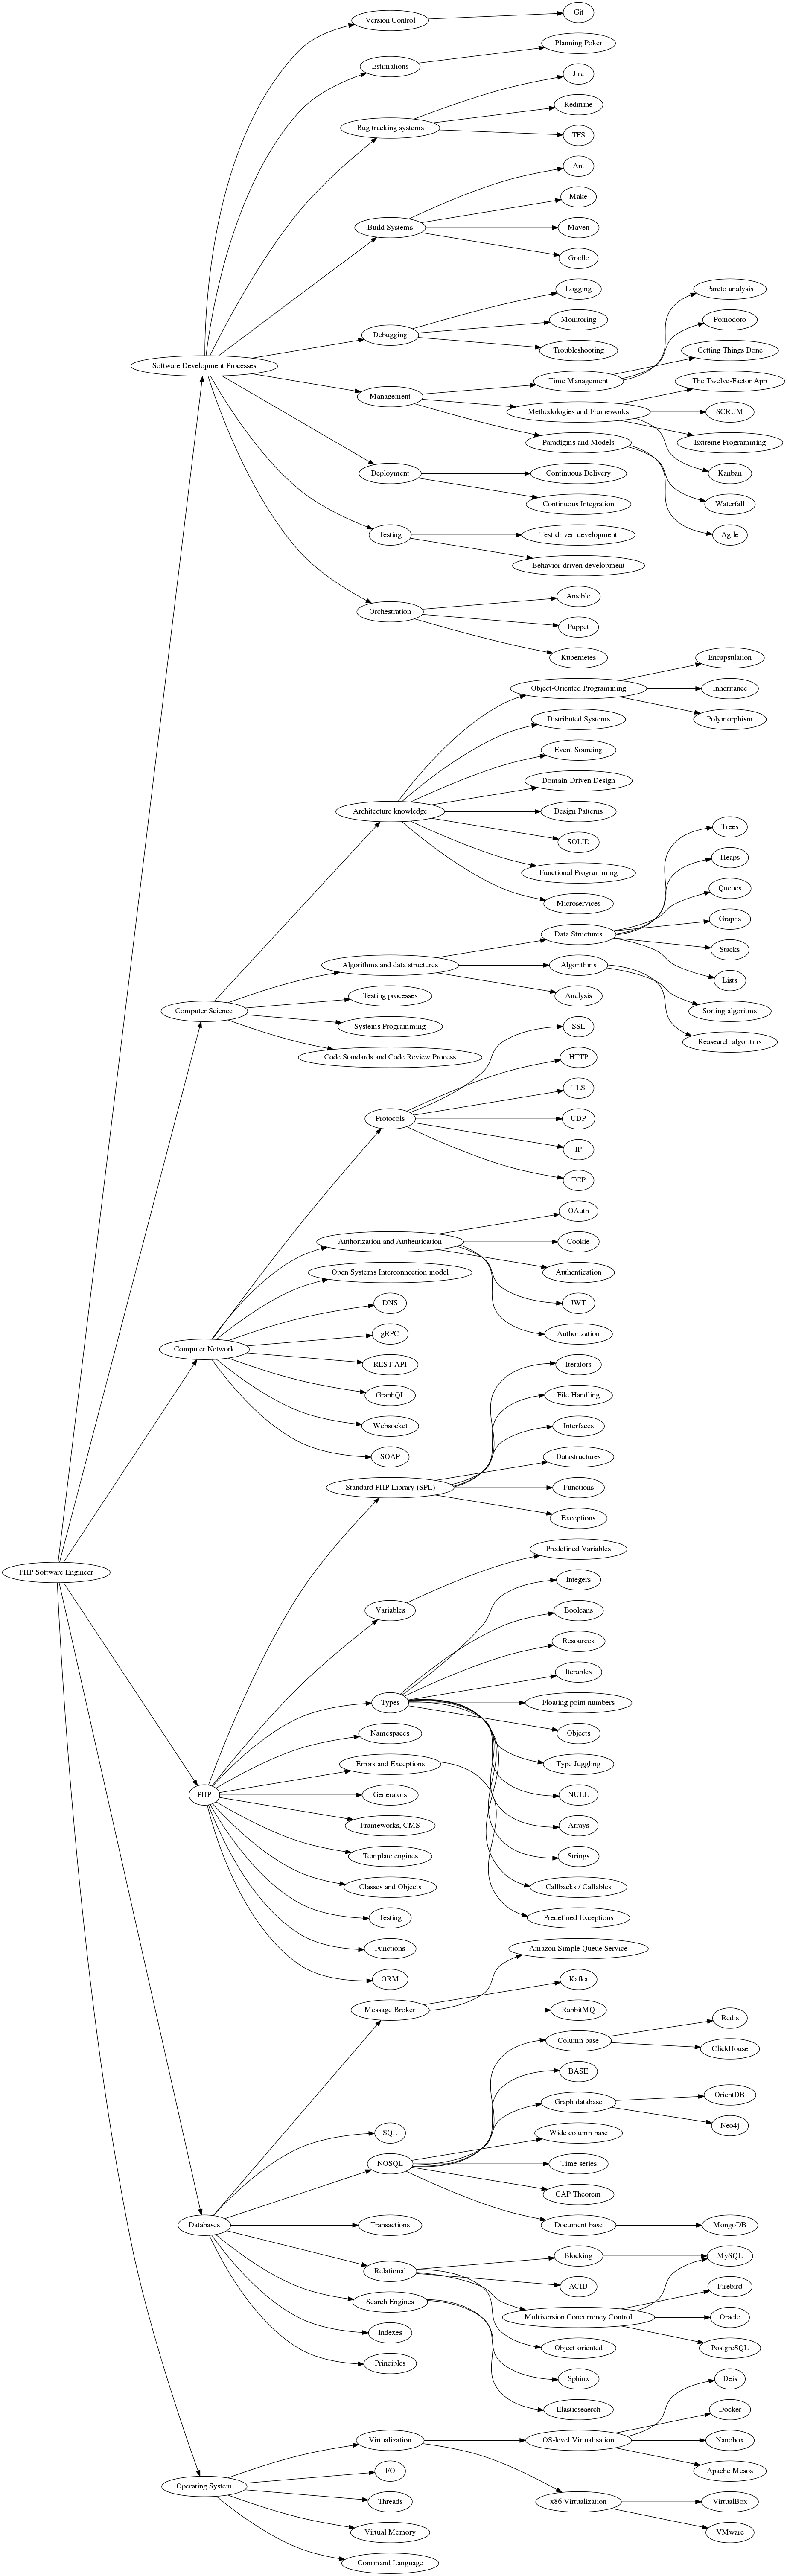 Git
Version Control
Planning Poker
Estimations
Jira
Redmine
Bug tracking systems
TFS
Ant
Make
Build Systems
Maven
Gradle
Logging
Pareto analysis
Monitoring
Pomodoro
Debugging
Troubleshooting
Getting Things Done
Software Development Processes
Time Management
The Twelve-Factor App
Management
Methodologies and Frameworks
SCRUM
Paradigms and Models
Extreme Programming
Deployment
Continuous Delivery
Kanban
Continuous Integration
Waterfall
Testing
Test-driven development
Agile
Behavior-driven development
Ansible
Orchestration
Puppet
Kubernetes
Encapsulation
Object-Oriented Programming
Inheritance
Distributed Systems
Polymorphism
Event Sourcing
Domain-Driven Design
Architecture knowledge
Design Patterns
Trees
SOLID
Heaps
Functional Programming
Queues
Microservices
Graphs
Data Structures
Stacks
Algorithms and data structures
Algorithms
Lists
Testing processes
Analysis
Computer Science
Sorting algoritms
Systems Programming
SSL
Reasearch algoritms
Code Standards and Code Review Process
HTTP
TLS
Protocols
UDP
IP
TCP
OAuth
Authorization and Authentication
Cookie
Open Systems Interconnection model
Authentication
DNS
JWT
gRPC
Authorization
Computer Network
REST API
Iterators
GraphQL
File Handling
Websocket
Interfaces
SOAP
Datastructures
Standard PHP Library (SPL)
Functions
Exceptions
Predefined Variables
PHP Software Engineer
Integers
Variables
Booleans
Resources
Iterables
Types
Floating point numbers
Namespaces
Objects
Errors and Exceptions
Type Juggling
PHP
Generators
NULL
Frameworks, CMS
Arrays
Template engines
Strings
Classes and Objects
Callbacks / Callables
Testing
Predefined Exceptions
Functions
Amazon Simple Queue Service
ORM
Kafka
Message Broker
RabbitMQ
Redis
Column base
ClickHouse
BASE
OrientDB
Graph database
Neo4j
SQL
Wide column base
NOSQL
Time series
CAP Theorem
Databases
Transactions
Document base
MongoDB
Blocking
MySQL
Relational
ACID
Firebird
Search Engines
Multiversion Concurrency Control
Oracle
Indexes
Object-oriented
PostgreSQL
Principles
Sphinx
Deis
Elasticseaerch
Docker
Virtualization
OS-level Virtualisation
Nanobox
I/O
Apache Mesos
Operating System
Threads
x86 Virtualization
VirtualBox
Virtual Memory
VMware
Command Language